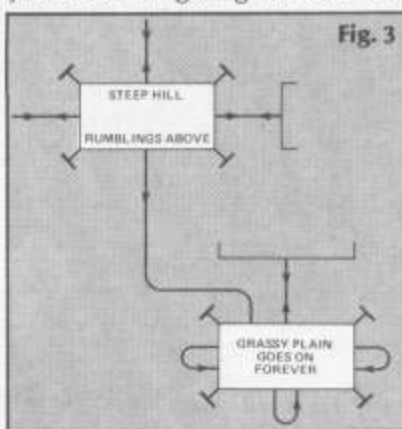 Fig. 3
STEEP HILL
RUMBLINGS ABOVE
GRASSY PLAIN
GOES ON
FOREVER